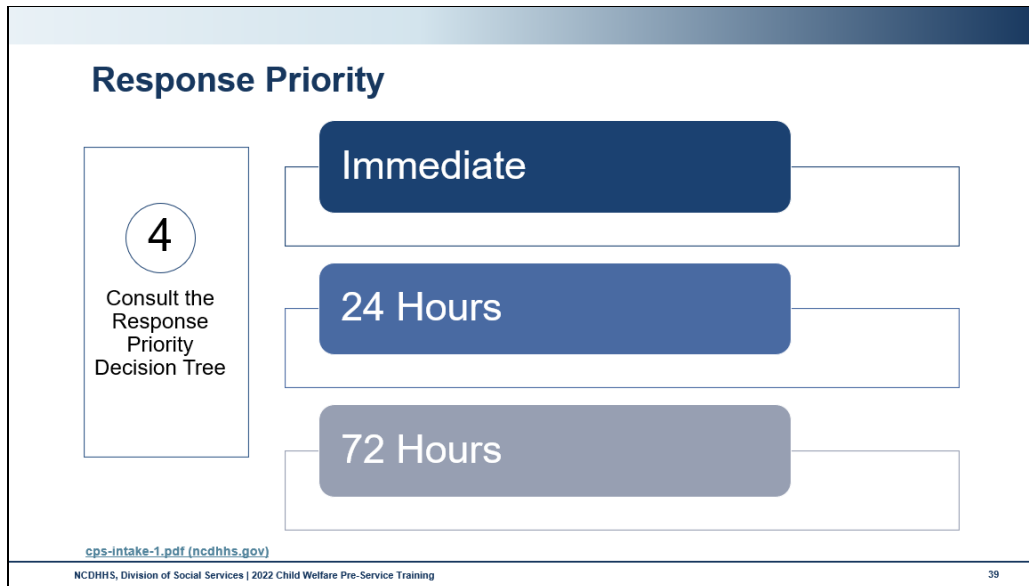 Response Priority
4
Consult the
Response
Priority
Decision Tree
Immediate
24 Hours
72 Hours
cps-intake-1.pdf (ncdhhs.gov)
NCDHHS, Division of Social Services | 2022 Child Welfare Pre-Service Training
39